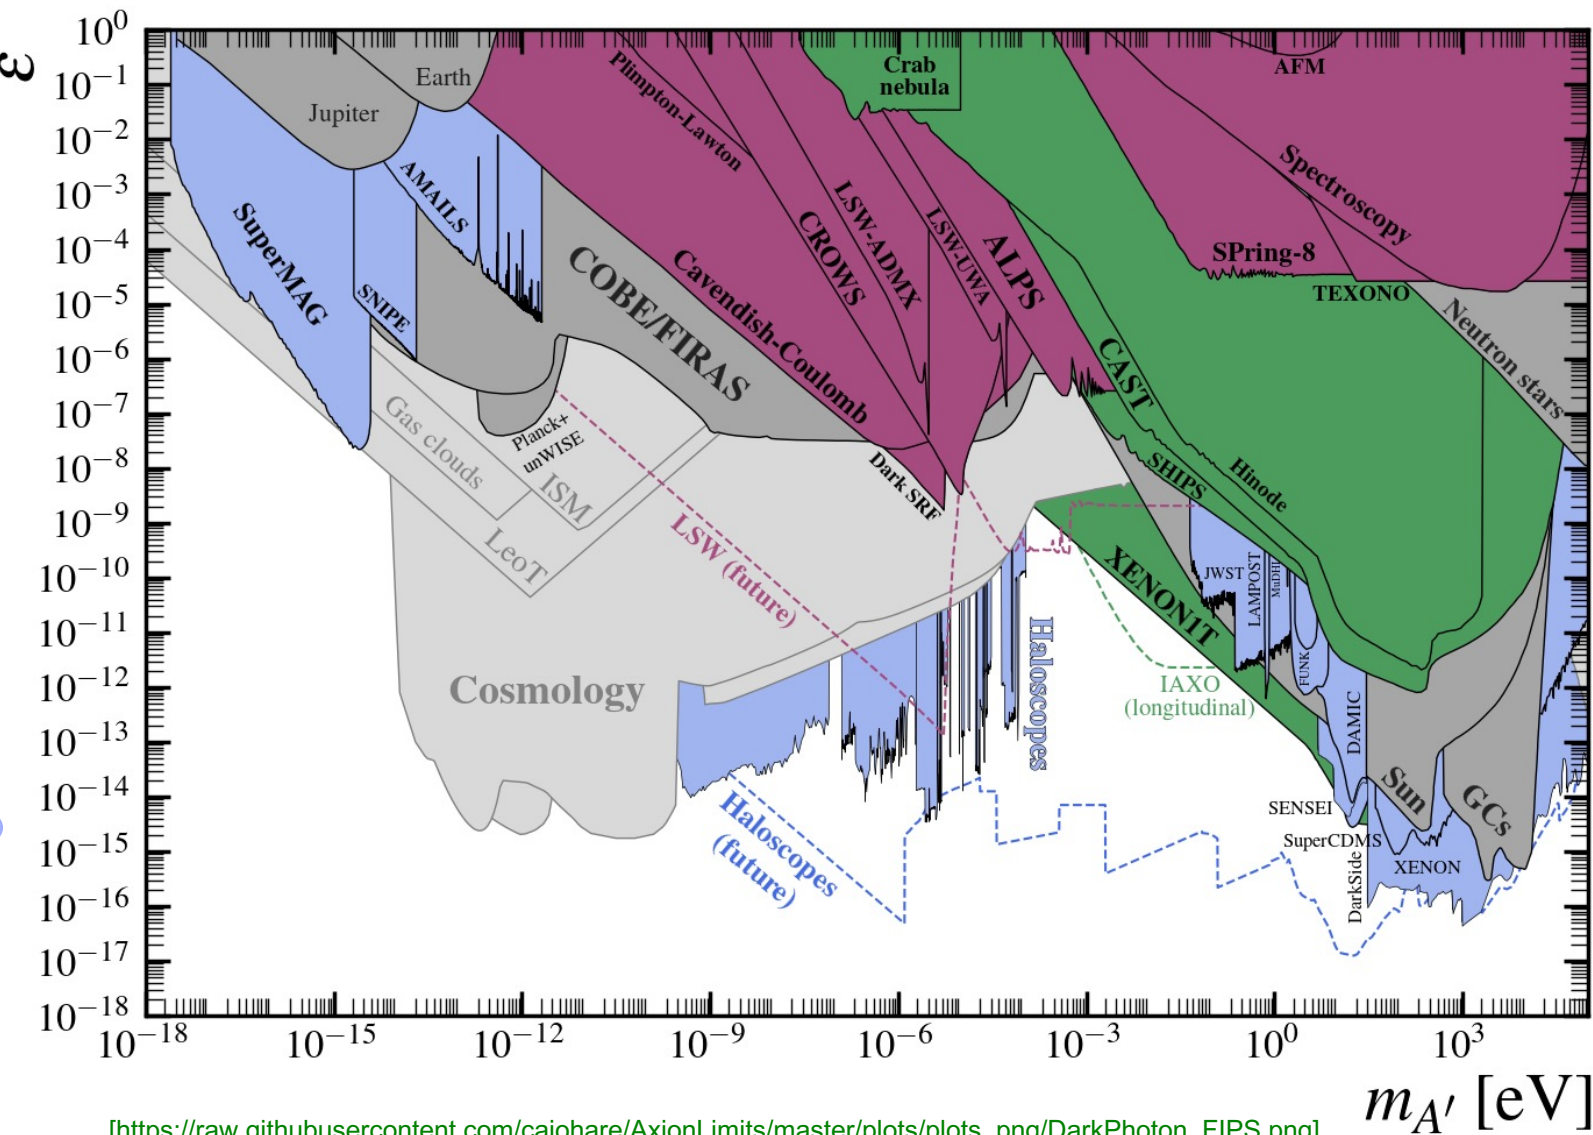 ε
10^0
10^−1
10^−2
10^−3
10^−4
10^−5
10^−6
10^−7
10^−8
10^−9
10^−10
10^−11
10^−12
10^−13
10^−14
10^−15
10^−16
10^−17
10^−18
Jupiter
Earth
SuperMAG
AMAILS
SNIPE
COBE/FIRAS
Cavendish-Coulomb
Plimpton-Lawton
CROWS
LSW-ADMX
LSW-UWA
ALPS
Crab
nebula
AFM
Spectroscopy
SPring-8
TEXONO
Neutron stars
CAST
SHIPS
Hinode
Gas clouds
Planck+
unWISE
ISM
LeoT
LSW (future)
Dark SRF
Cosmology
Haloscopes
XENON1T
JWST
LAMPOST
MuDHI
FUNK
IAXO
(longitudinal)
DAMIC
Sun
GCs
SENSEI
SuperCDMS
DarkSide
XENON
Haloscopes
(future)
10^−18
10^−15
10^−12
10^−9
10^−6
10^−3
10^0
10^3
m_A′ [eV]
[https://raw.githubusercontent.com/cajohare/AxionLimits/master/plots/plots_png/DarkPhoton_FIPS.png]